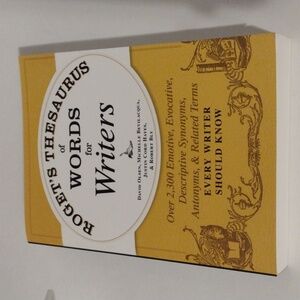 ROGET'S THESAURUS
of
WORDS
for
Writers
DAVID OLSEN, MICHELLE BEVILACQUA,
JUSTIN CORD HAYES,
& ROBERT BLY
Over 2,300 Emotive, Evocative,
Descriptive Synonyms,
Antonyms, & Related Terms
EVERY WRITER
SHOULD KNOW